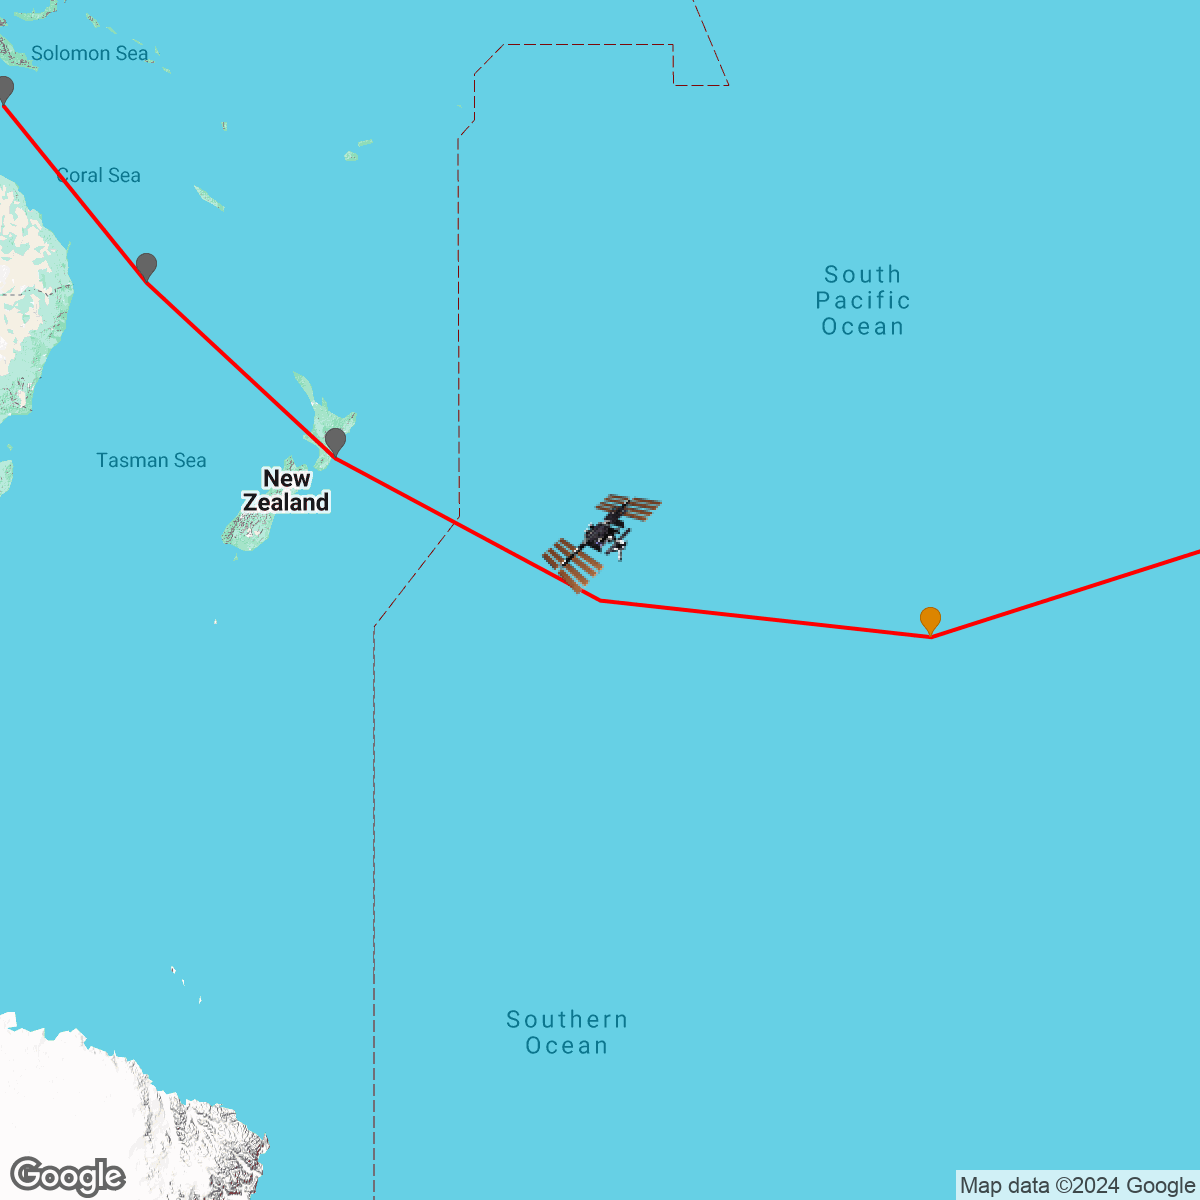 Solomon Sea
Coral Sea
South
Pacific
Ocean
Tasman Sea
New
Zealand
Southern
Ocean
Google
Map data ©2024 Google